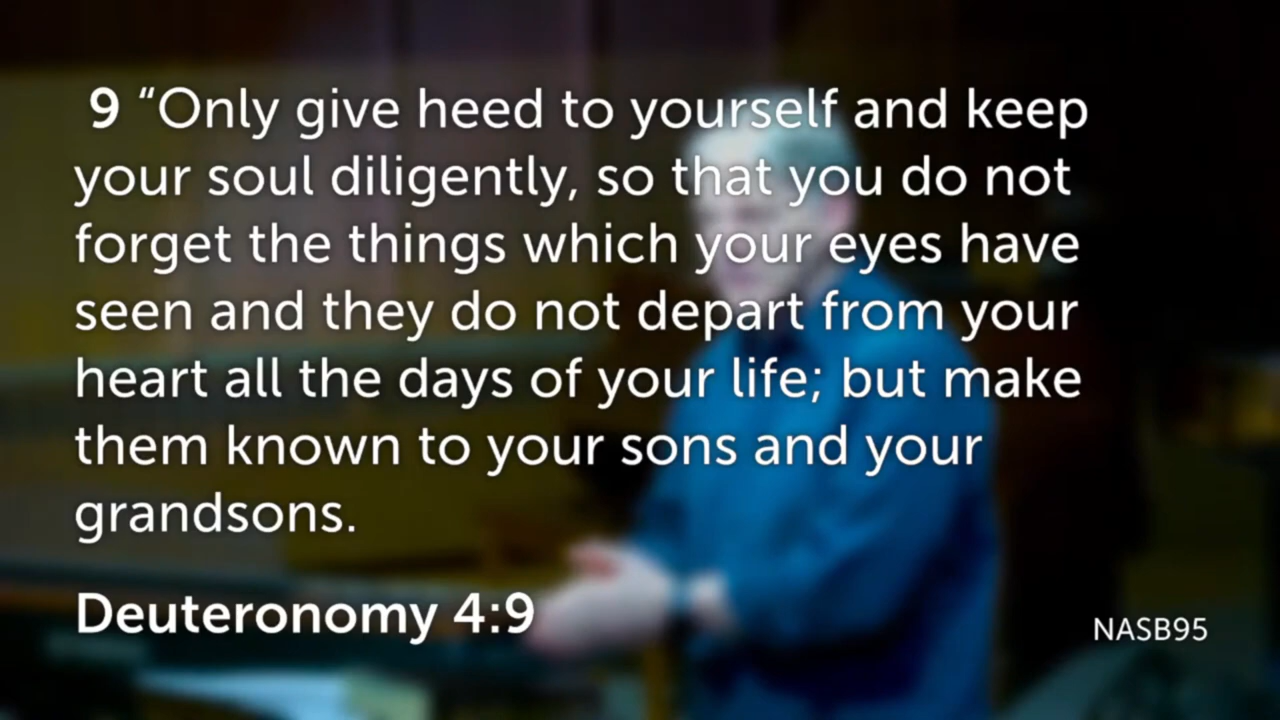 9 “Only give heed to yourself and keep
your soul diligently, so that you do not
forget the things which your eyes have
seen and they do not depart from your
heart all the days of your life; but make
them known to your sons and your
grandsons.
Deuteronomy 4:9
NASB95